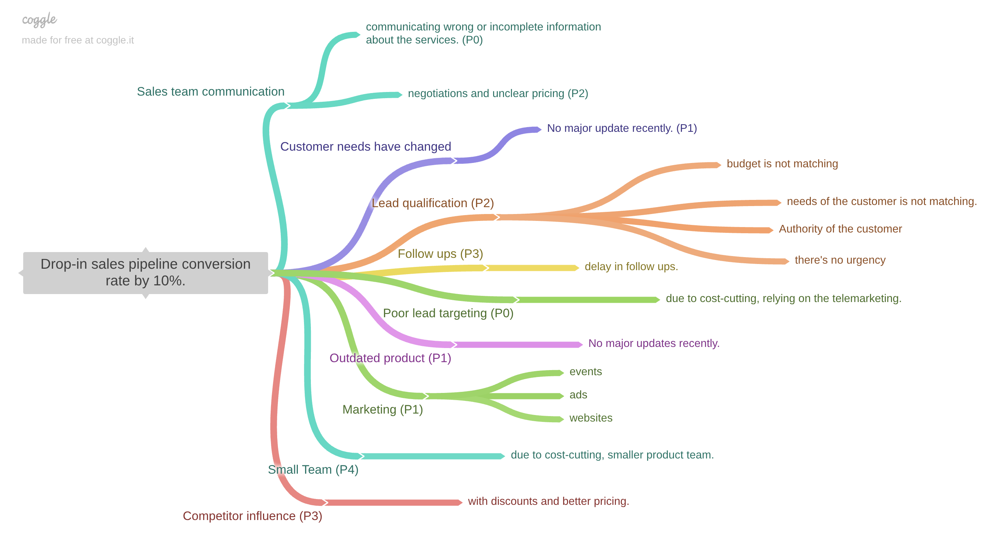 coggle
made for free at coggle.it
communicating wrong or incomplete information
about the services. (P0)
Sales team communication
negotiations and unclear pricing (P2)
No major update recently. (P1)
Customer needs have changed
budget is not matching
Lead qualification (P2)
needs of the customer is not matching.
Authority of the customer
there's no urgency
Follow ups (P3)
delay in follow ups.
Drop-in sales pipeline conversion
rate by 10%.
due to cost-cutting, relying on the telemarketing.
Poor lead targeting (P0)
No major updates recently.
Outdated product (P1)
events
ads
websites
Marketing (P1)
due to cost-cutting, smaller product team.
Small Team (P4)
with discounts and better pricing.
Competitor influence (P3)